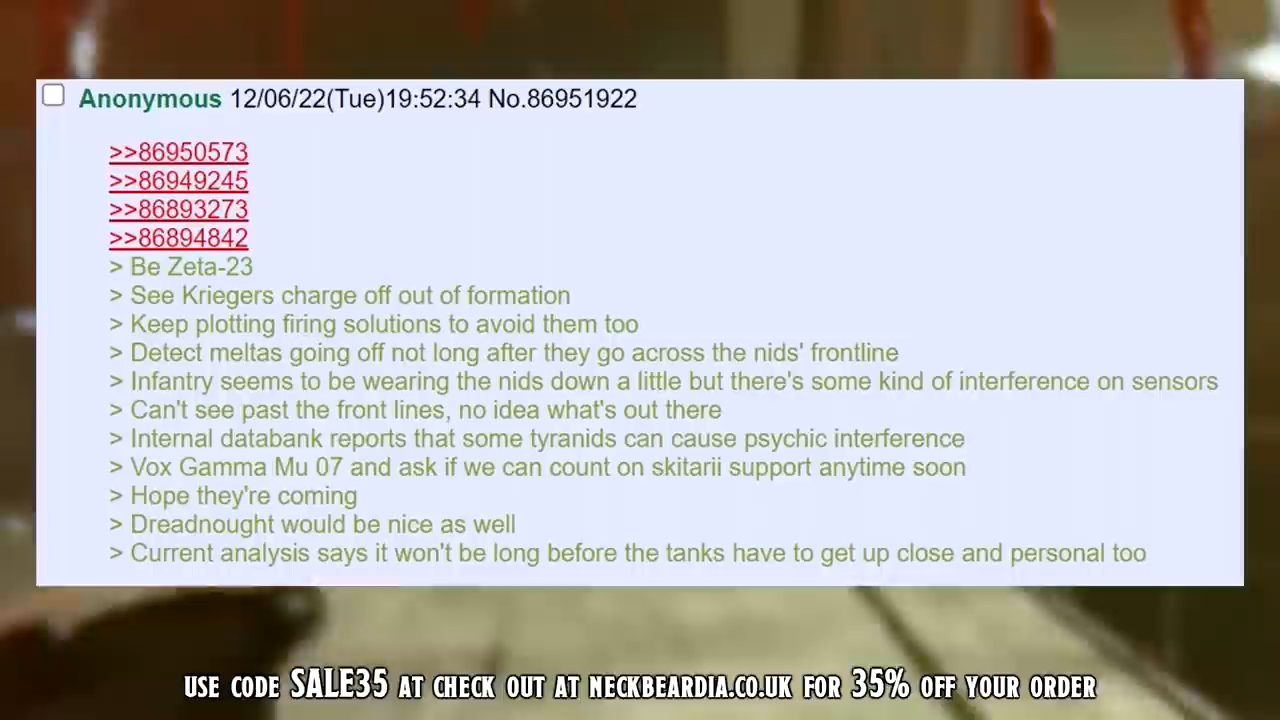 Anonymous 12/06/22(Tue)19:52:34 No.86951922
>>86950573
>>86949245
>>86893273
>>86894842
> Be Zeta-23
> See Kriegers charge off out of formation
> Keep plotting firing solutions to avoid them too
> Detect meltas going off not long after they go across the nids' frontline
> Infantry seems to be wearing the nids down a little but there's some kind of interference on sensors
> Can't see past the front lines, no idea what's out there
> Internal databank reports that some tyranids can cause psychic interference
> Vox Gamma Mu 07 and ask if we can count on skitarii support anytime soon
> Hope they're coming
> Dreadnought would be nice as well
> Current analysis says it won't be long before the tanks have to get up close and personal too
USE CODE SALE35 AT CHECK OUT AT NECKBEARDIA.CO.UK FOR 35% OFF YOUR ORDER